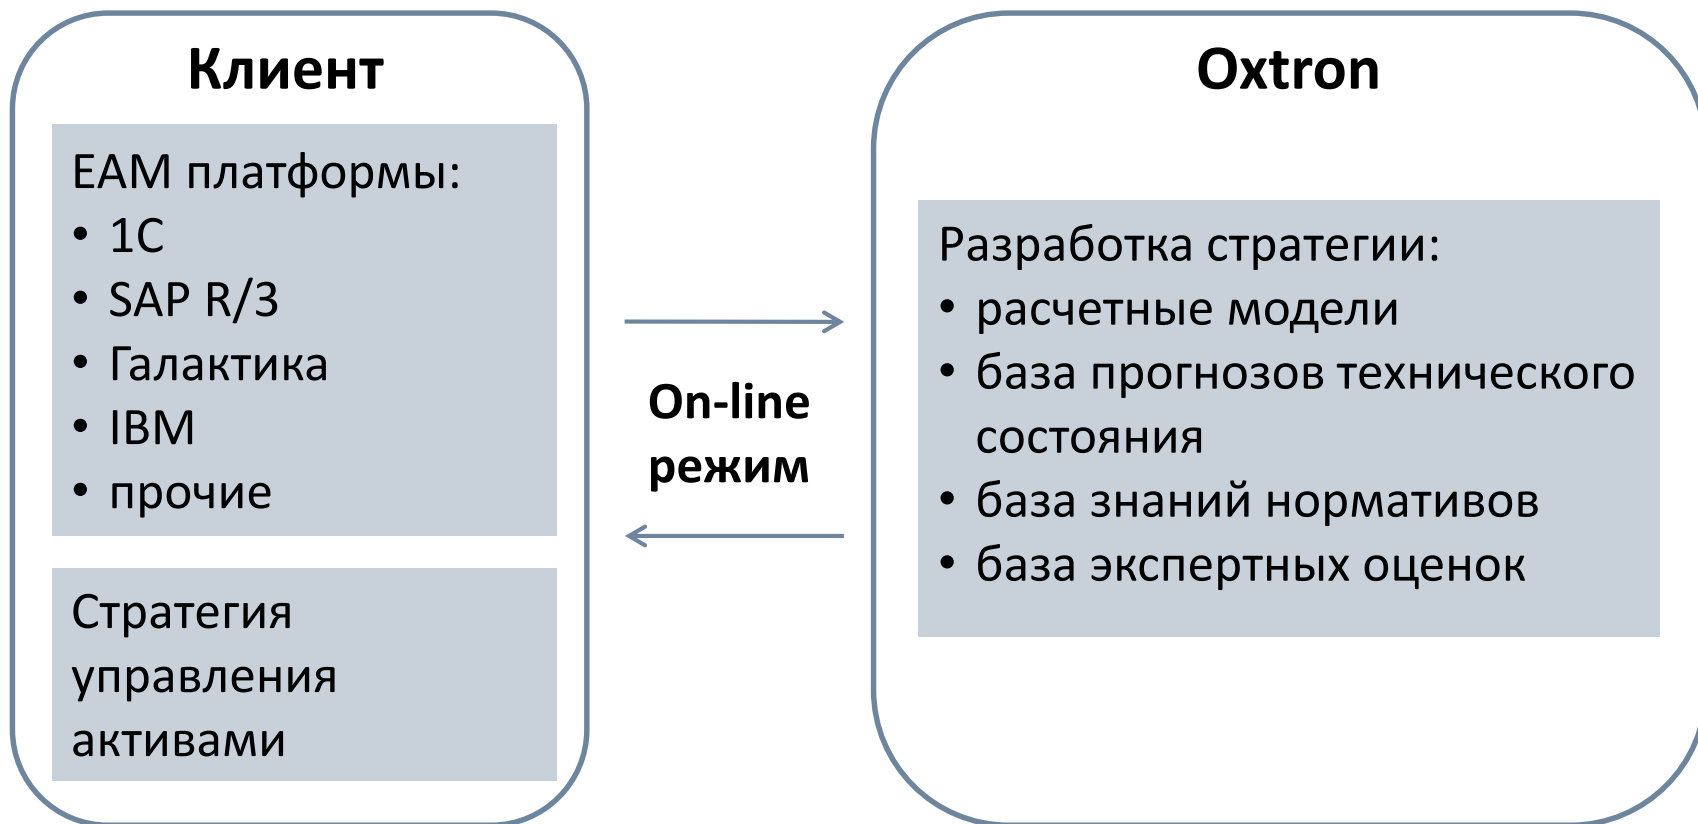 Клиент
EAM платформы:
• 1С
• SAP R/3
• Галактика
• IBM
• прочие
Стратегия
управления
активами
On-line
режим
Oxtron
Разработка стратегии:
• расчетные модели
• база прогнозов технического
состояния
• база знаний нормативов
• база экспертных оценок